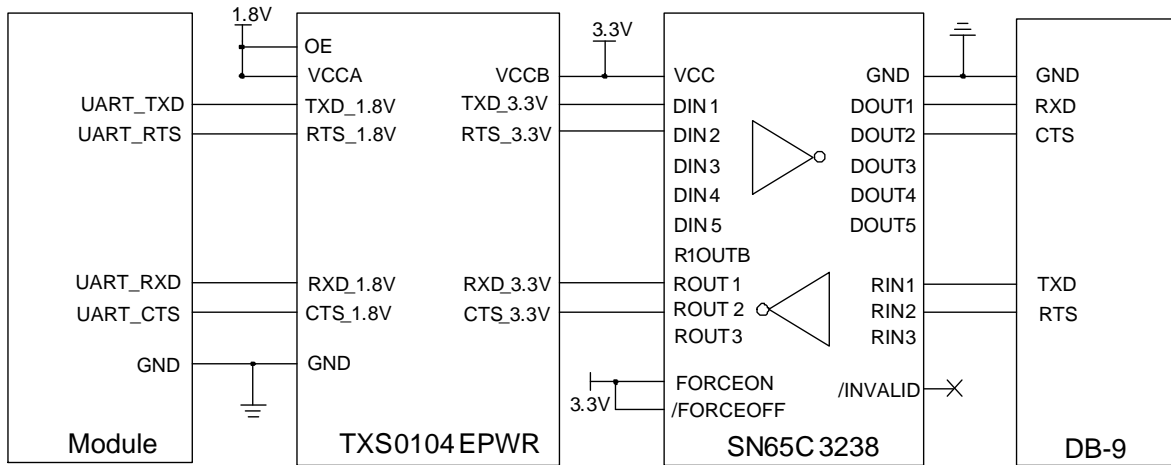 1.8V
OE
VCCA
UART_TXD
TXD_1.8V
UART_RTS
RTS_1.8V
UART_RXD
RXD_1.8V
UART_CTS
CTS_1.8V
GND
GND
Module
TXS0104EPWR
3.3V
VCCB
VCC
TXD_3.3V
DIN1
RTS_3.3V
DIN2
DIN3
DIN4
DIN5
R1OUTB
RXD_3.3V
ROUT1
CTS_3.3V
ROUT2
ROUT3
FORCEON
3.3V
/FORCEOFF
GND
GND
DOUT1
RXD
DOUT2
CTS
DOUT3
DOUT4
DOUT5
RIN1
TXD
RIN2
RTS
RIN3
/INVALID
SN65C3238
DB-9